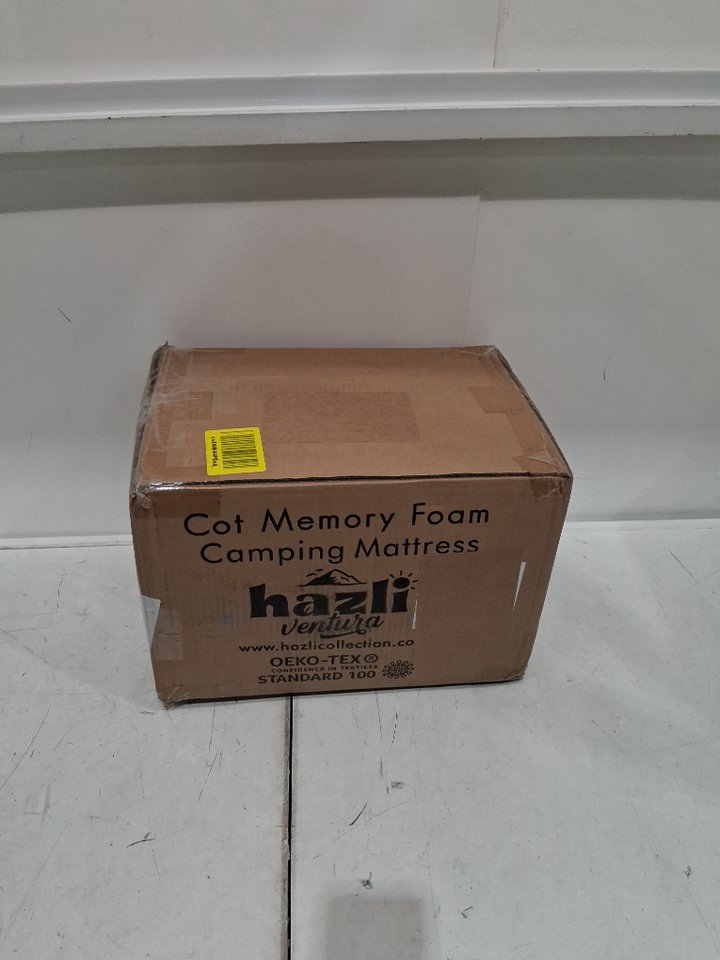 Cot Memory Foam
Camping Mattress
hazli
ventura
www.hazlicollection.co
OEKO-TEX®
CONFIDENCE IN TEXTILES
STANDARD 100